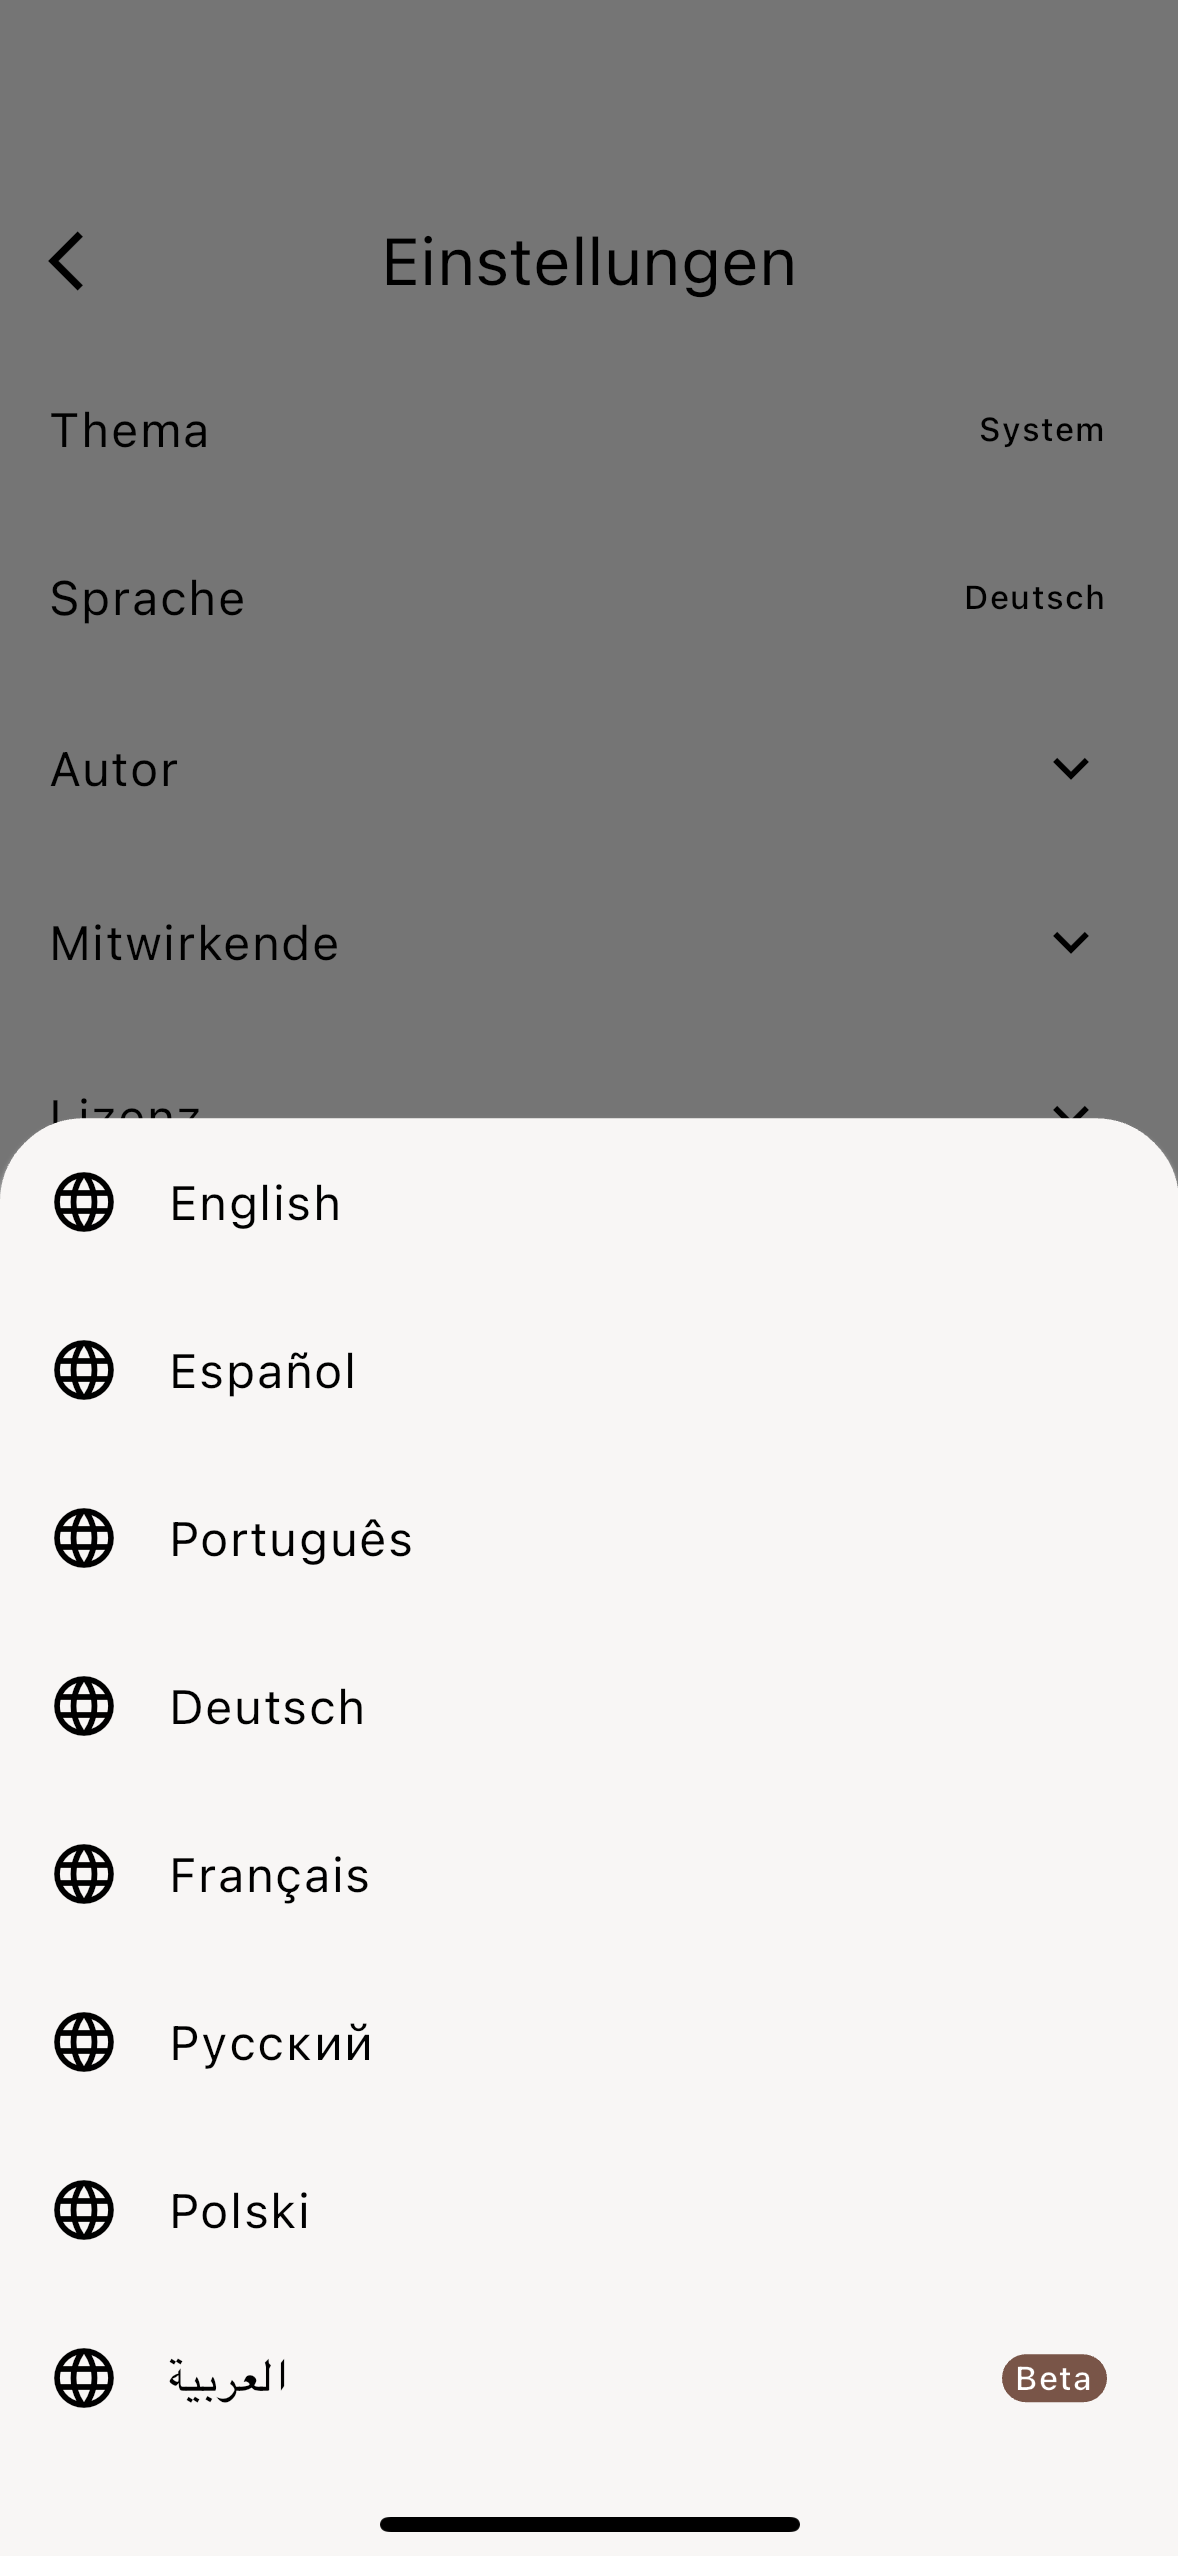 Einstellungen
Thema System
Sprache Deutsch
Autor
Mitwirkende
Lizenz
English
Español
Português
Deutsch
Français
Русский
Polski
العربية Beta